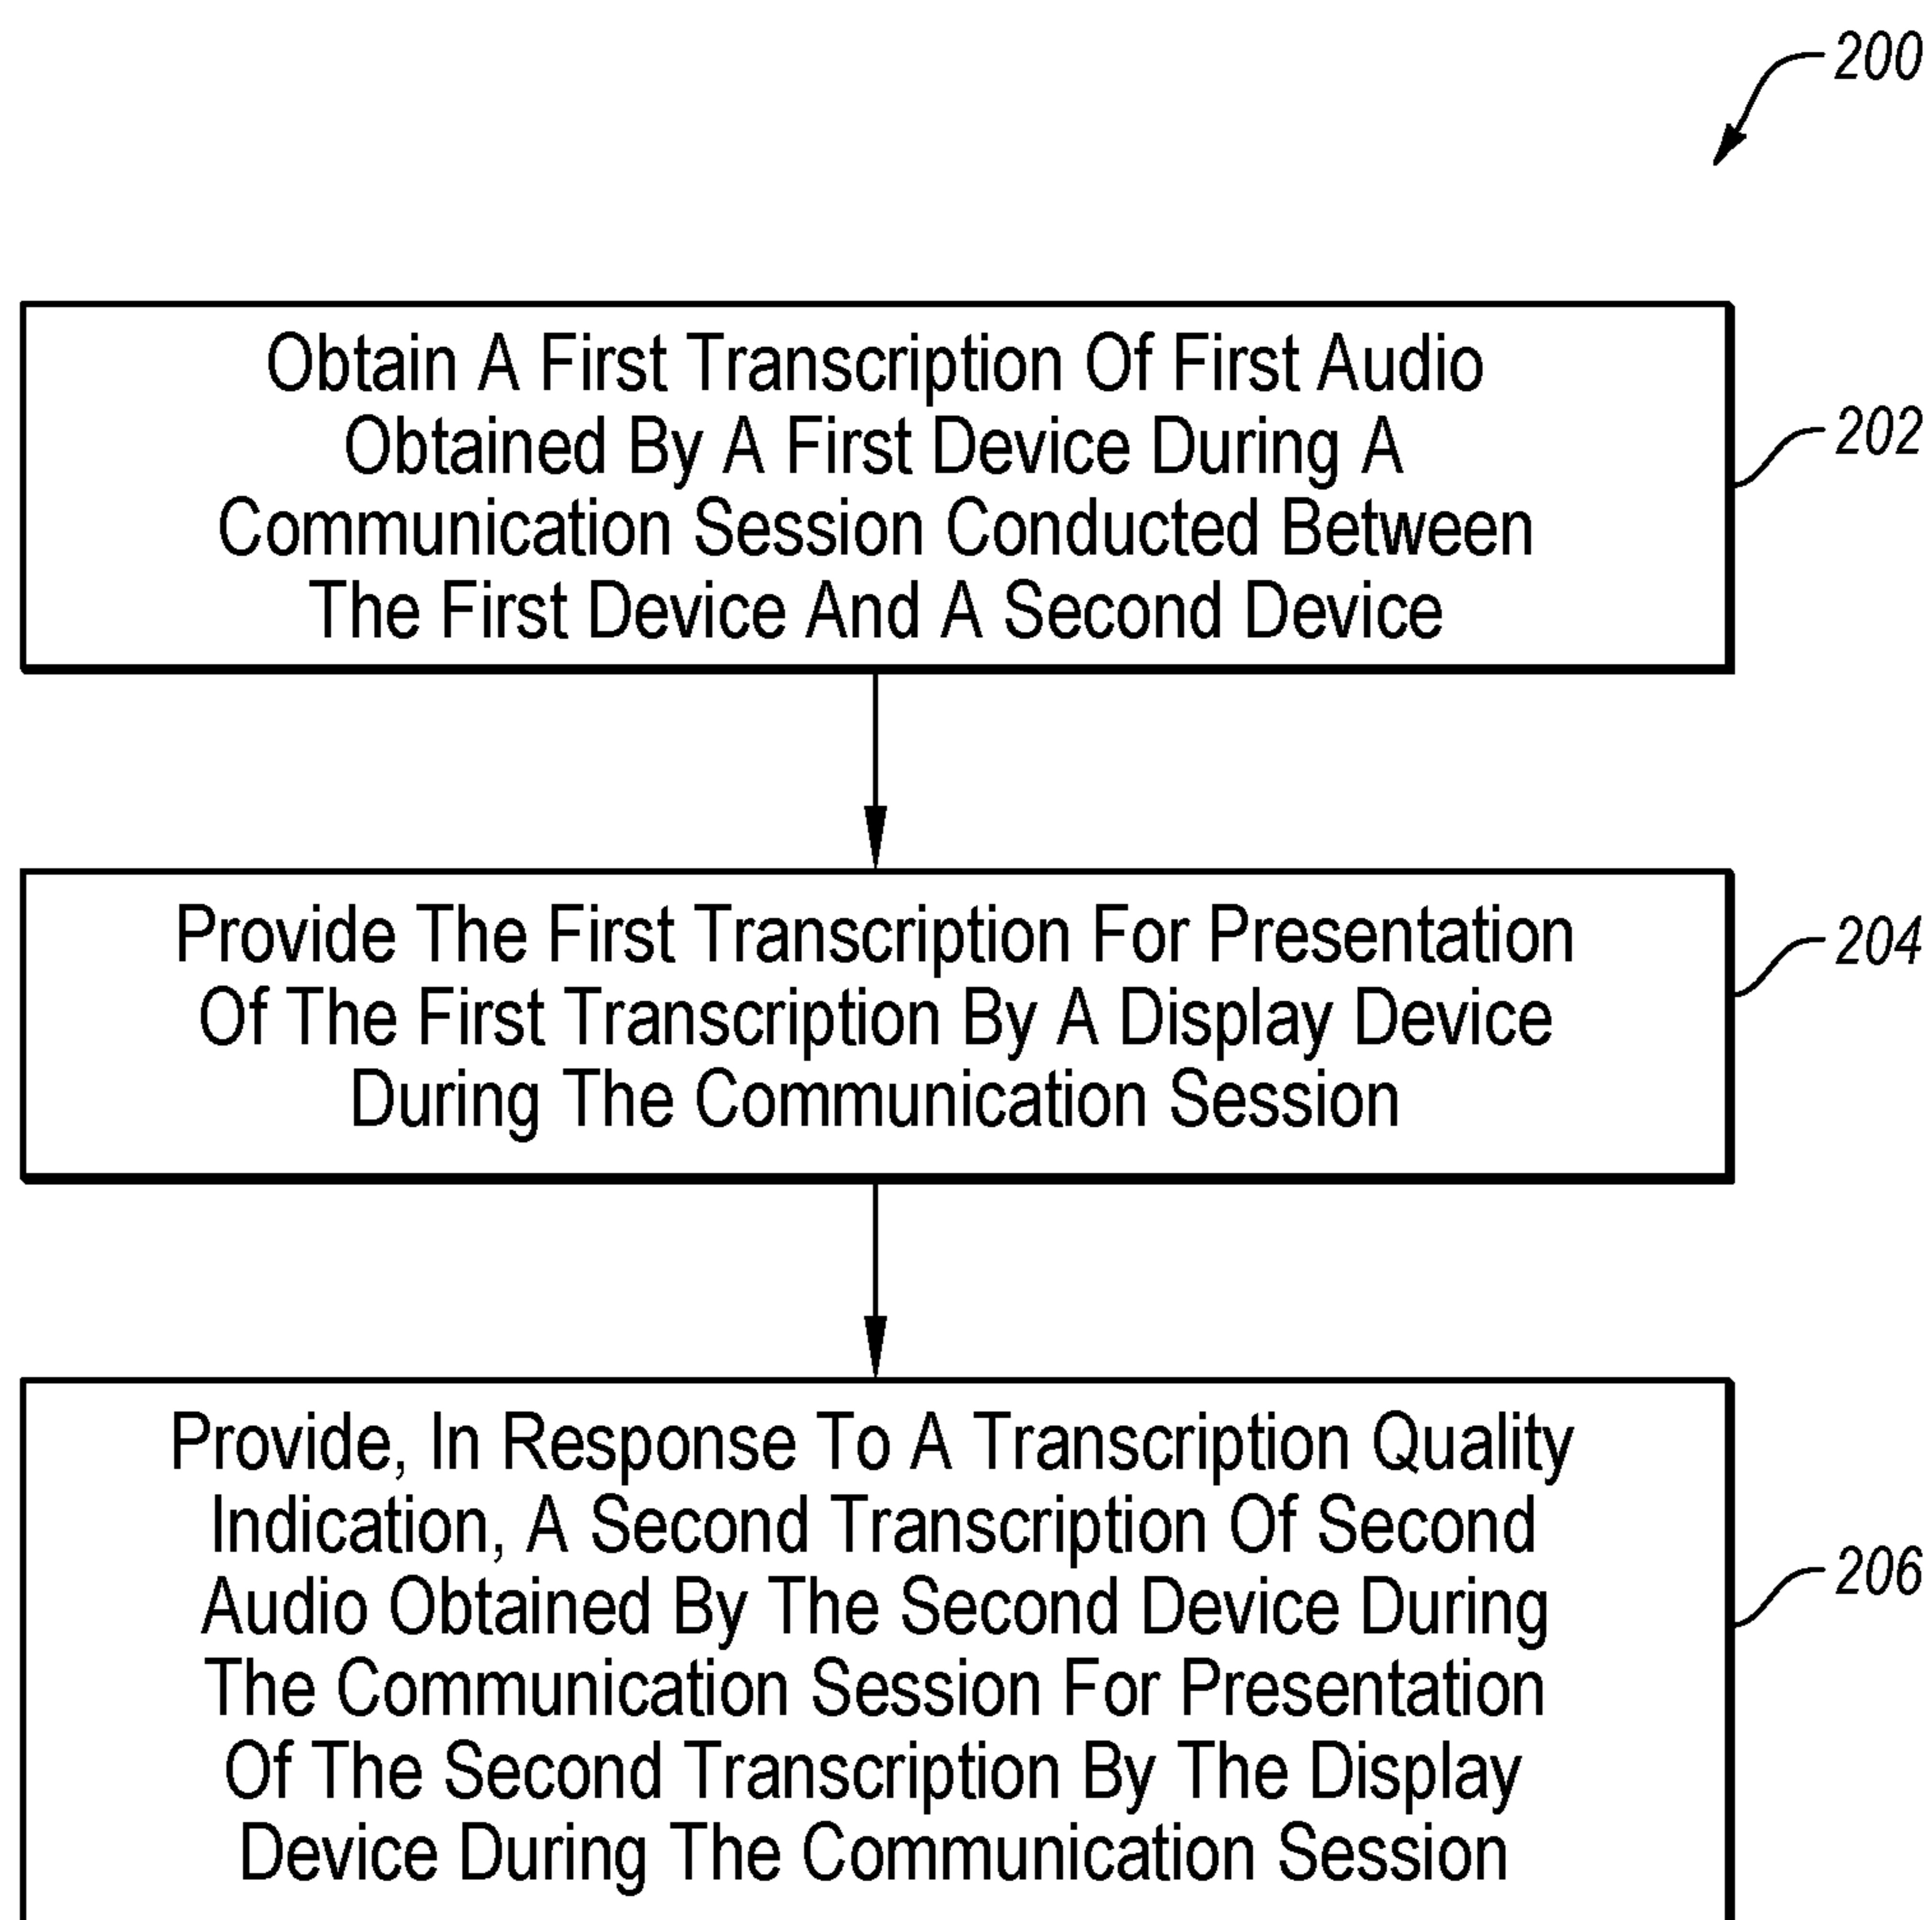 200
Obtain A First Transcription Of First Audio
Obtained By A First Device During A
Communication Session Conducted Between
The First Device And A Second Device
202
Provide The First Transcription For Presentation
Of The First Transcription By A Display Device
During The Communication Session
204
Provide, In Response To A Transcription Quality
Indication, A Second Transcription Of Second
Audio Obtained By The Second Device During
The Communication Session For Presentation
Of The Second Transcription By The Display
Device During The Communication Session
206